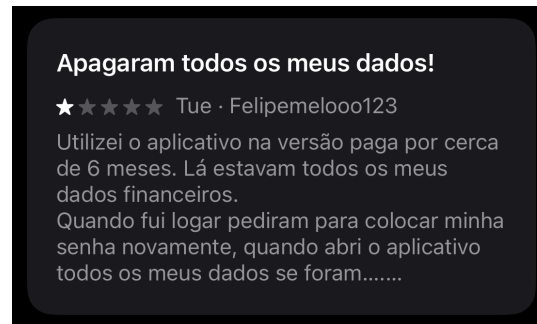 Apagaram todos os meus dados!
Tue · Felipemelooo123
Utilizei o aplicativo na versão paga por cerca
de 6 meses. Lá estavam todos os meus
dados financeiros.
Quando fui logar pediram para colocar minha
senha novamente, quando abri o aplicativo
todos os meus dados se foram.......